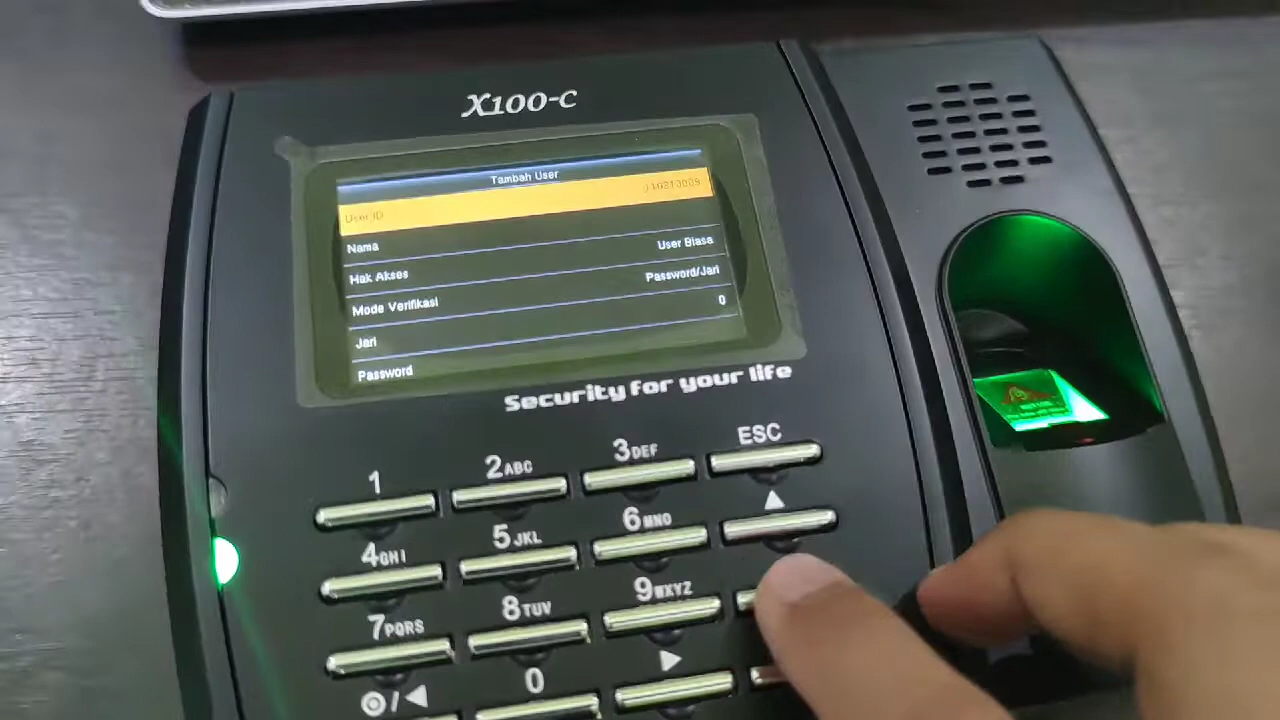 X100-C
Tambah User
User ID
Nama
Hak Akses User Biasa
Mode Verifikasi Password/Jari
Jari 0
Password
Security for your life
1 2ABC 3DEF ESC
4GHI 5JKL 6MNO ▲
7PQRS 8TUV 9WXYZ
/◀ 0 ▶